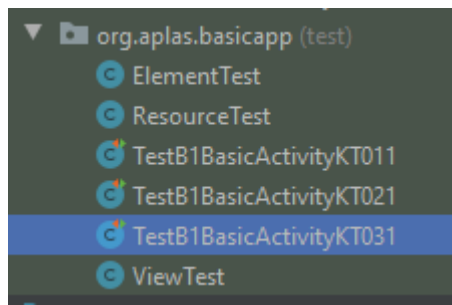 org.aplas.basicapp (test)
ElementTest
ResourceTest
TestB1BasicActivityKT011
TestB1BasicActivityKT021
TestB1BasicActivityKT031
ViewTest